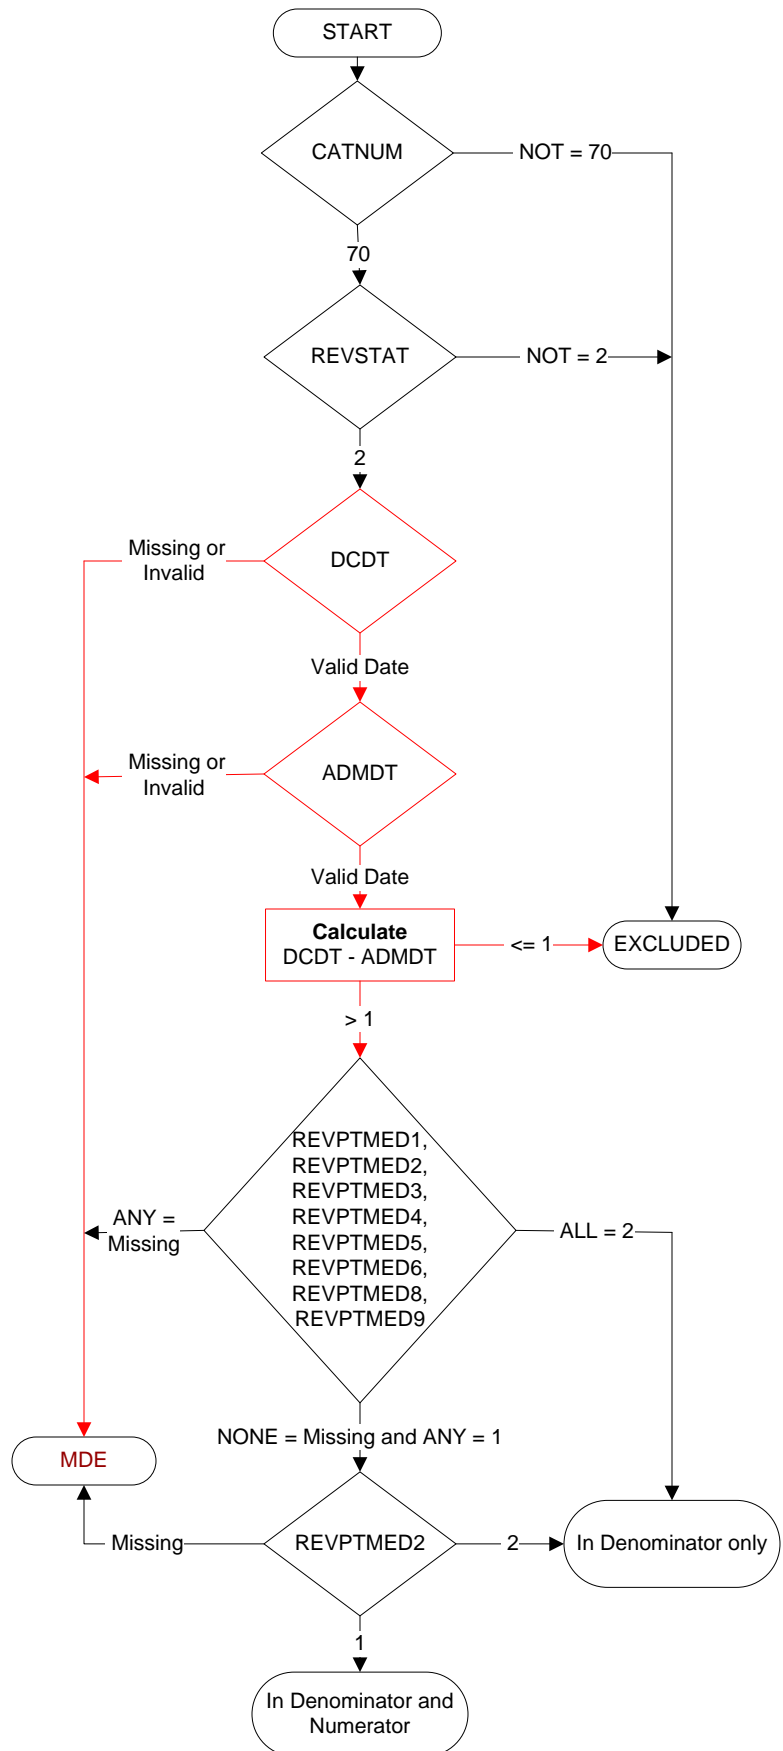 START
CATNUM
NOT = 70
70
REVSTAT
NOT = 2
2
Missing or
Invalid
DCDT
Valid Date
Missing or
Invalid
ADMDT
Valid Date
Calculate
DCDT - ADMDT
<= 1
EXCLUDED
> 1
REVPTMED1,
REVPTMED2,
REVPTMED3,
REVPTMED4,
REVPTMED5,
REVPTMED6,
REVPTMED8,
REVPTMED9
ANY =
Missing
ALL = 2
NONE = Missing and ANY = 1
MDE
Missing
REVPTMED2
2
In Denominator only
1
In Denominator and
Numerator